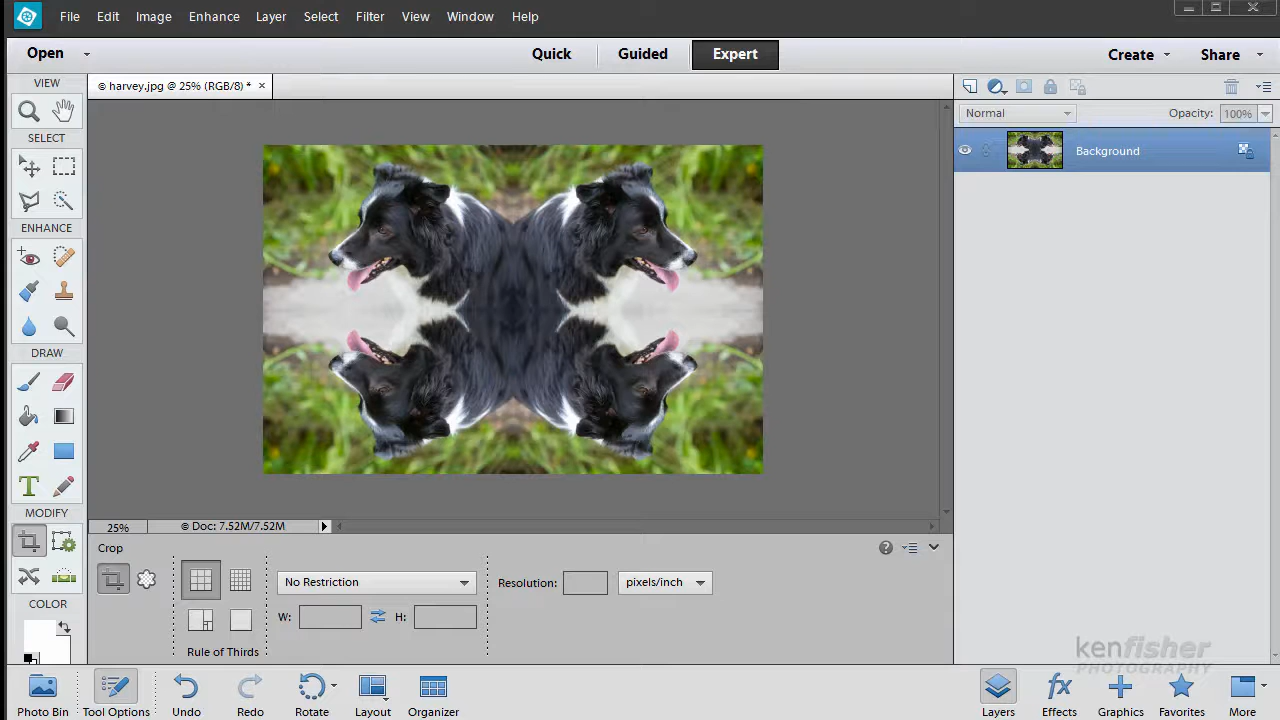 File Edit Image Enhance Layer Select Filter View Window Help
Open Quick Guided Expert Create Share
VIEW
© harvey.jpg @ 25% (RGB/8) * ×
Normal Opacity: 100%
SELECT
Background
ENHANCE
DRAW
T
MODIFY
25% © Doc: 7.52M/7.52M
Crop
No Restriction Resolution: pixels/inch
COLOR
W: H:
Rule of Thirds
kenfisher
PHOTOGRAPHY
Photo Bin Tool Options Undo Redo Rotate Layout Organizer Layers fx Effects Graphics Favorites More